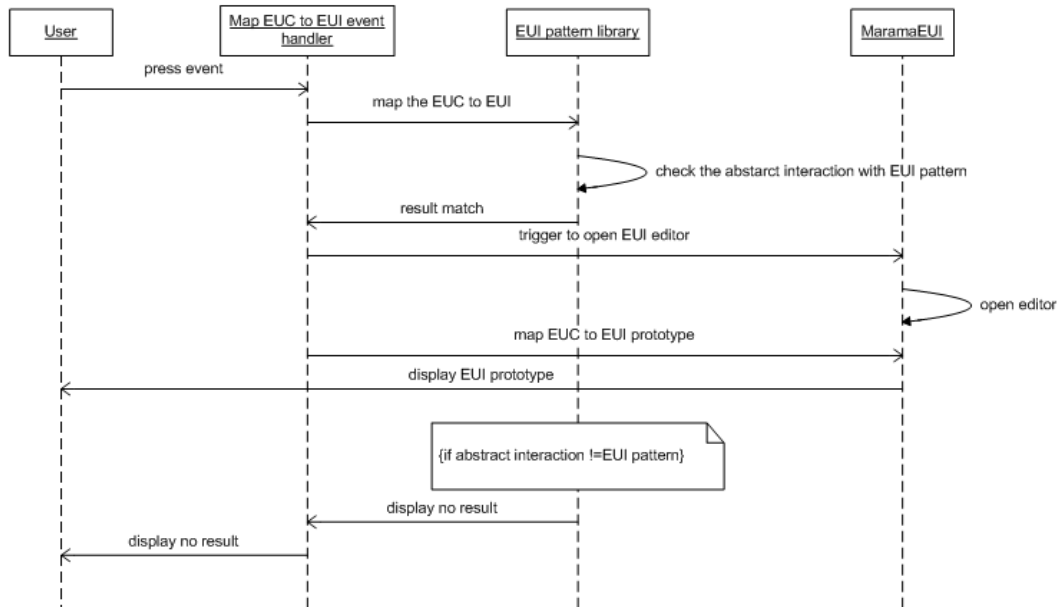 User
Map EUC to EUI event
handler
EUI pattern library
MaramaEUI
press event
map the EUC to EUI
check the abstarct interaction with EUI pattern
result match
trigger to open EUI editor
open editor
map EUC to EUI prototype
display EUI prototype
{if abstract interaction !=EUI pattern}
display no result
display no result